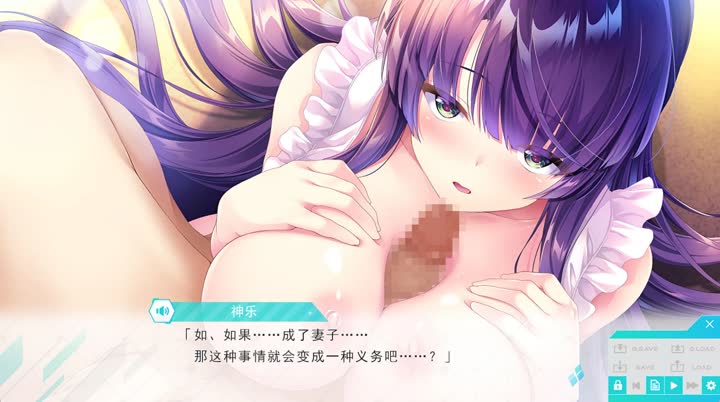 神乐
「如、如果……成了妻子……
那这种事情就会变成一种义务吧……？」
Q.SAVE
Q.LOAD
SAVE
LOAD